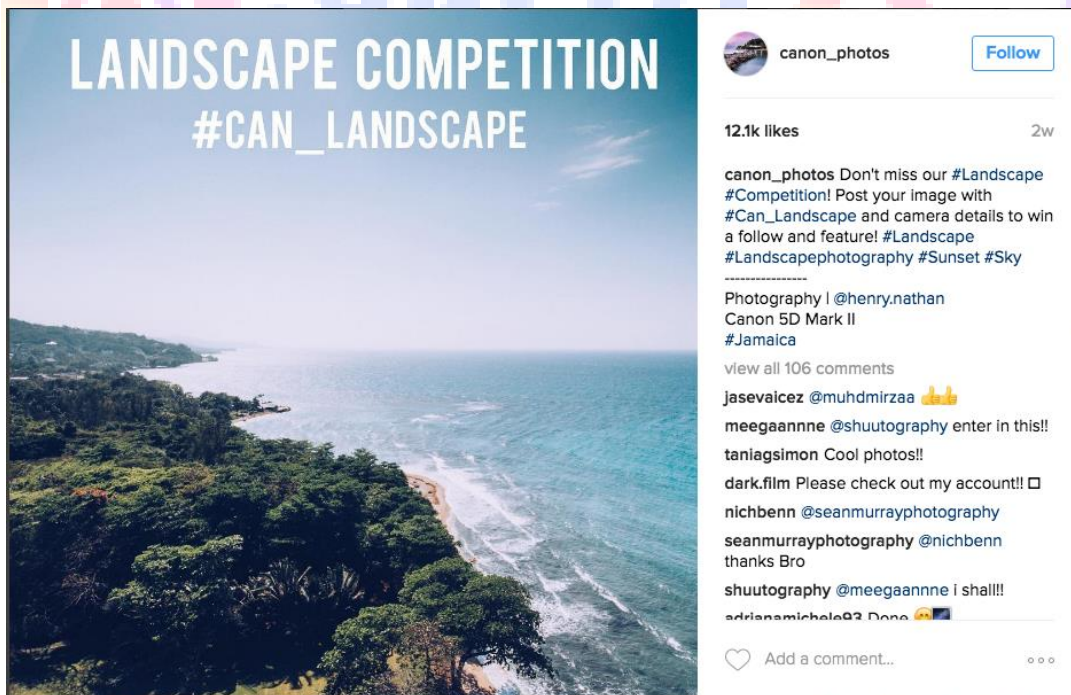 LANDSCAPE COMPETITION
#CAN_LANDSCAPE
canon_photos
Follow
12.1k likes
2w
canon_photos Don't miss our #Landscape
#Competition! Post your image with
#Can_Landscape and camera details to win
a follow and feature! #Landscape
#Landscapephotography #Sunset #Sky
----------------
Photography | @henry.nathan
Canon 5D Mark II
#Jamaica
view all 106 comments
jasevaicez @muhdmirzaa 👍👍
meegaannne @shuutography enter in this!!
taniagsimon Cool photos!!
dark.film Please check out my account!! □
nichbenn @seanmurrayphotography
seanmurrayphotography @nichbenn
thanks Bro
shuutography @meegaannne i shall!!
adrianamichele93 Done
Add a comment...